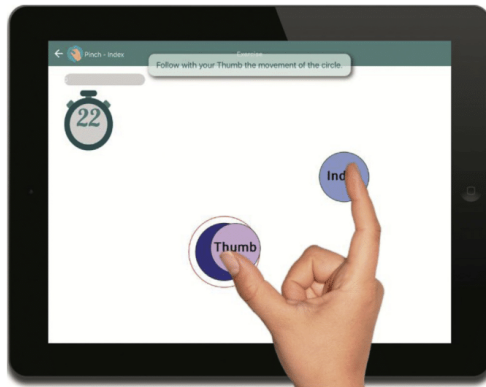 Pinch - Index
Exercise
Follow with your Thumb the movement of the circle.
22
Ind
Thumb